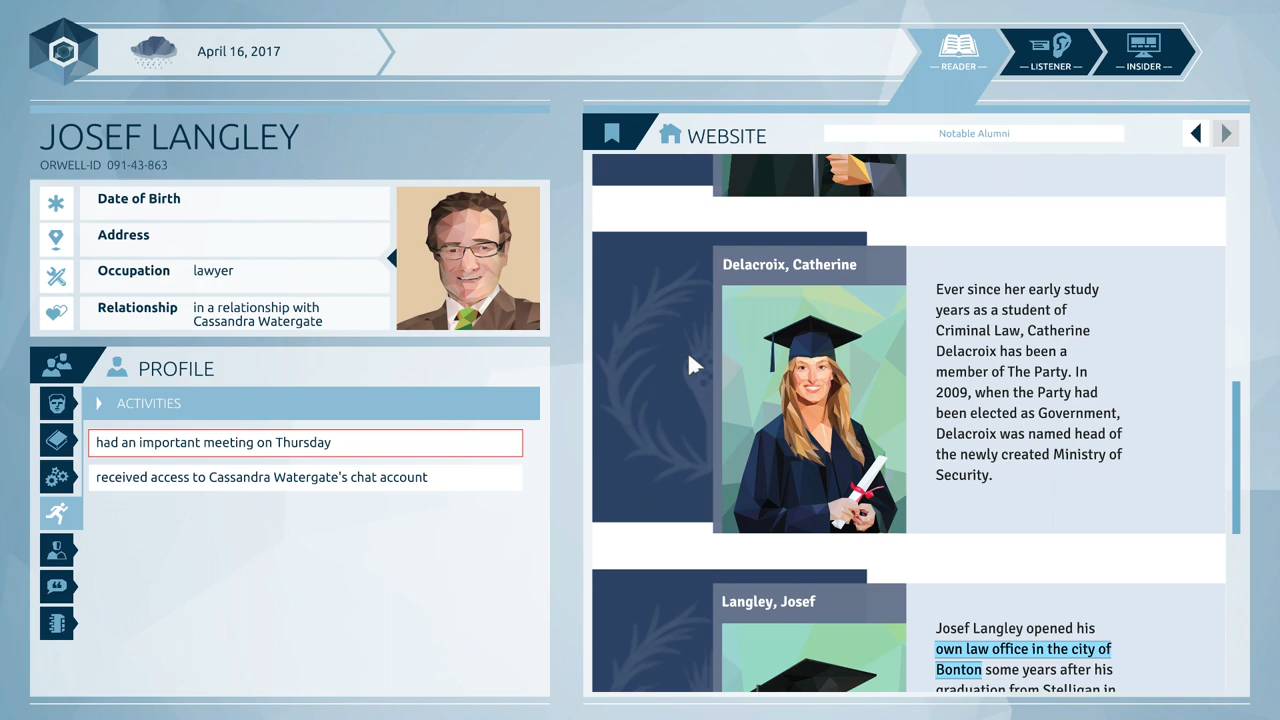 April 16, 2017
— READER —
— LISTENER —
— INSIDER —
JOSEF LANGLEY
ORWELL-ID 091-43-863
Date of Birth
Address
Occupation lawyer
Relationship in a relationship with
Cassandra Watergate
PROFILE
ACTIVITIES
had an important meeting on Thursday
received access to Cassandra Watergate's chat account
WEBSITE
Notable Alumni
Delacroix, Catherine
Ever since her early study
years as a student of
Criminal Law, Catherine
Delacroix has been a
member of The Party. In
2009, when the Party had
been elected as Government,
Delacroix was named head of
the newly created Ministry of
Security.
Langley, Josef
Josef Langley opened his
own law office in the city of
Bonton some years after his
graduation from Stelligan in